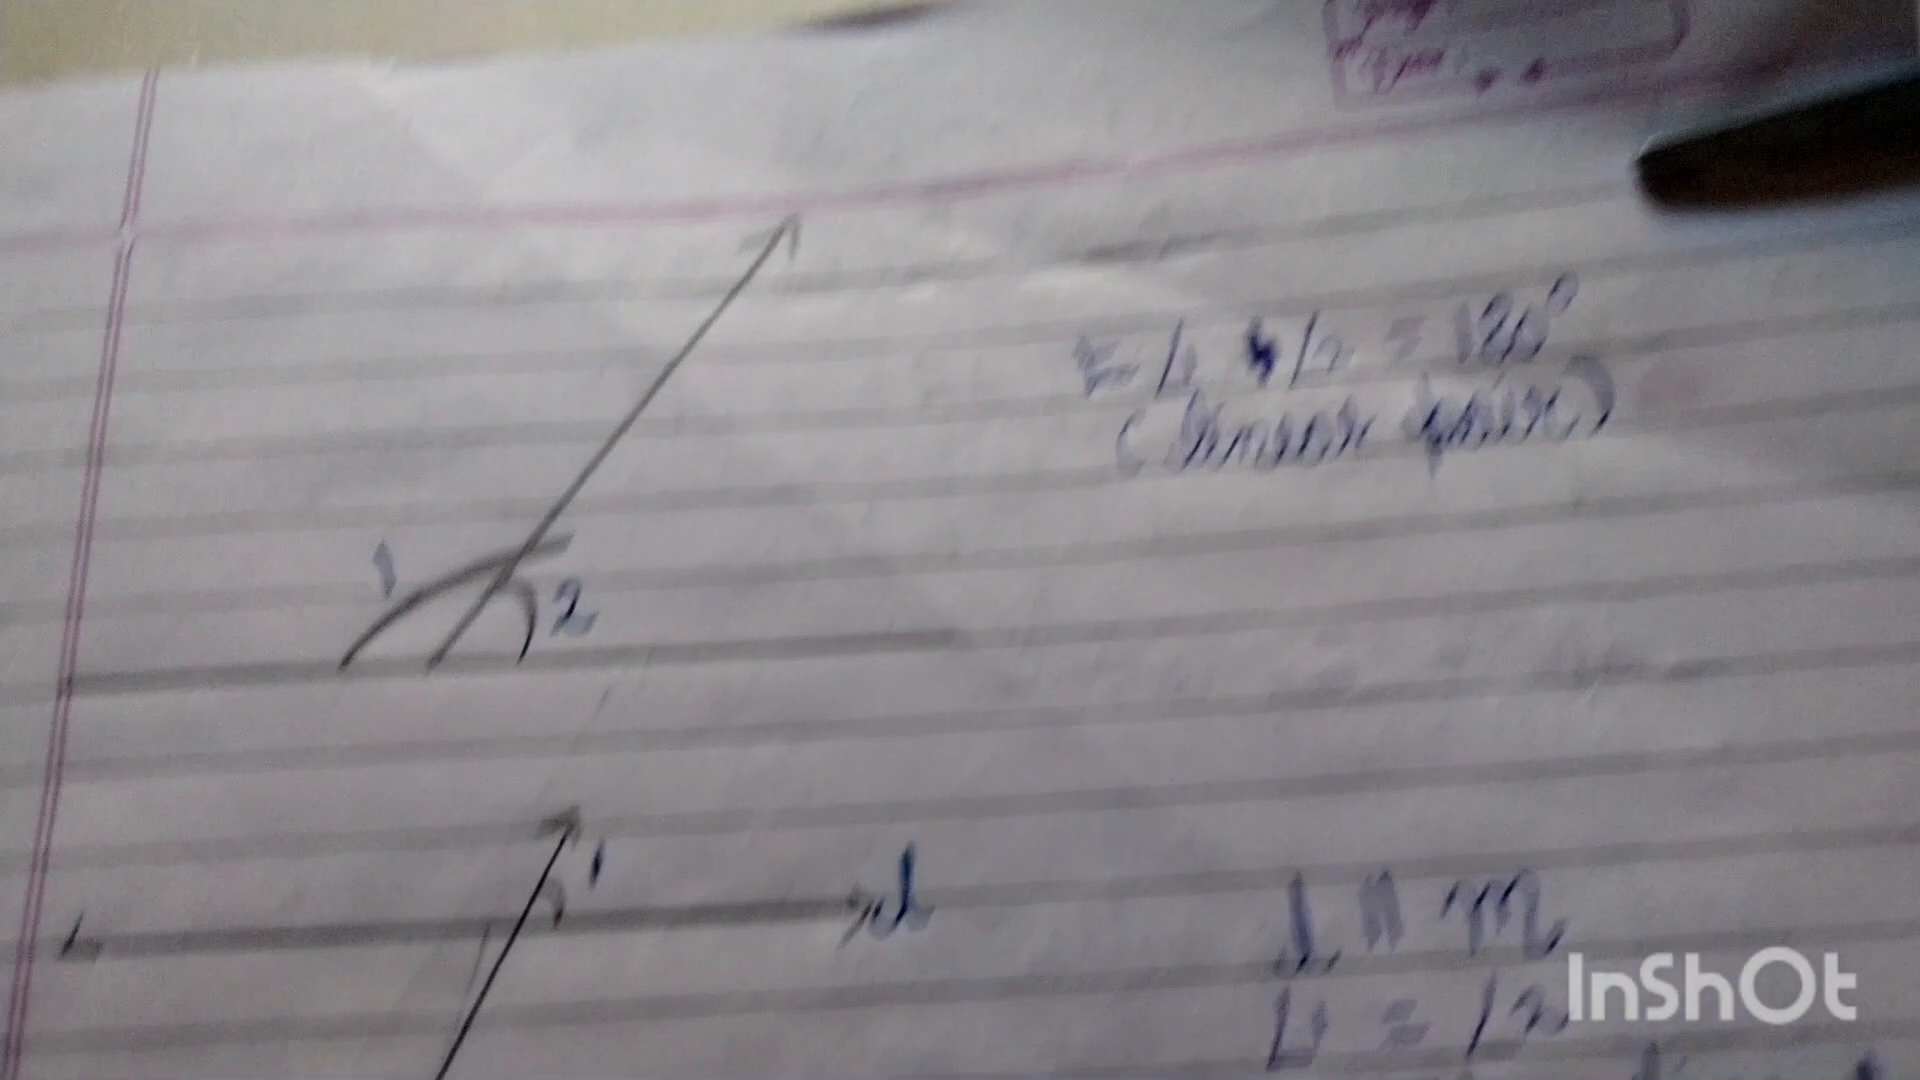 1
2
= ∠1 + ∠2 = 180°
(linear pair)
1
l
l || m
∠1 = ∠2
InShOt